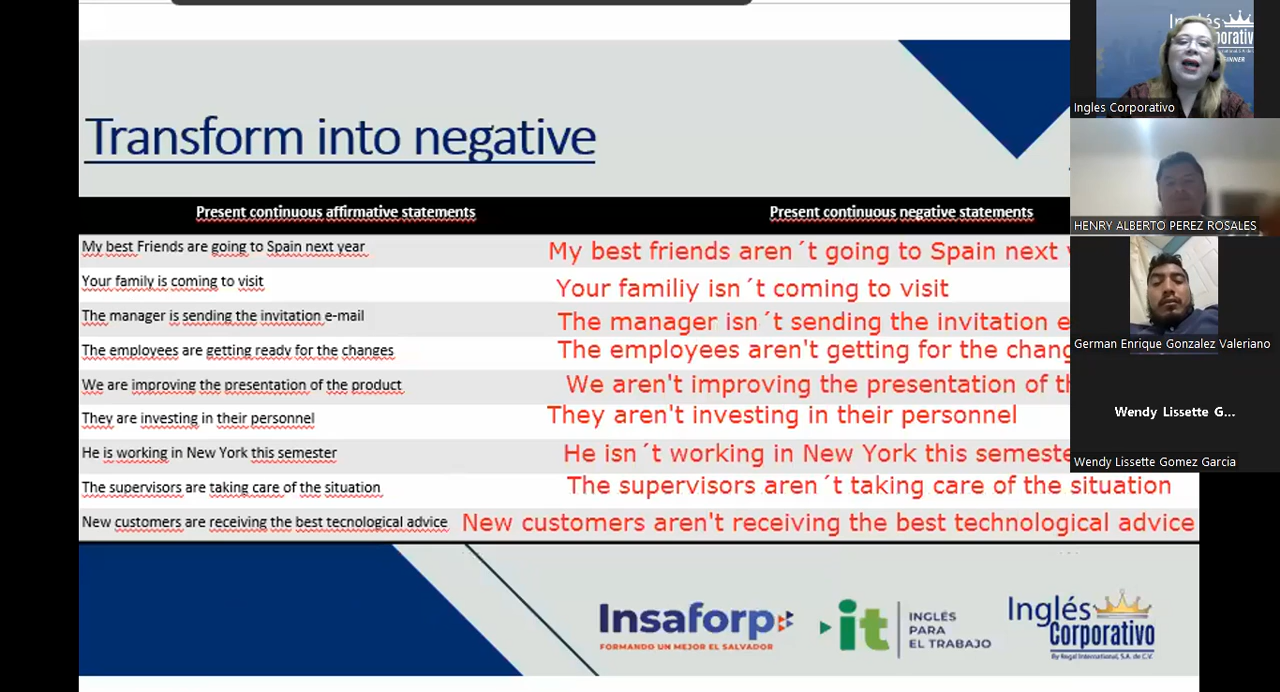 Transform into negative
Present continuous affirmative statements
Present continuous negative statements
My best Friends are going to Spain next year
My best friends aren´t going to Spain next
Your family is coming to visit
Your familiy isn´t coming to visit
The manager is sending the invitation e-mail
The manager isn´t sending the invitation e
The employees are getting ready for the changes
The employees aren't getting for the chang
We are improving the presentation of the product
We aren't improving the presentation of th
They are investing in their personnel
They aren't investing in their personnel
He is working in New York this semester
He isn´t working in New York this semeste
The supervisors are taking care of the situation
The supervisors aren´t taking care of the situation
New customers are receiving the best tecnological advice
New customers aren't receiving the best technological advice
Insaforp
FORMANDO UN MEJOR EL SALVADOR
it
INGLÉS
PARA
EL TRABAJO
Inglés
Corporativo
By Regal International, S.A. de C.V.
Inglés
Ingles Corporativo
HENRY ALBERTO PEREZ ROSALES
German Enrique Gonzalez Valeriano
Wendy Lissette G...
Wendy Lissette Gomez Garcia